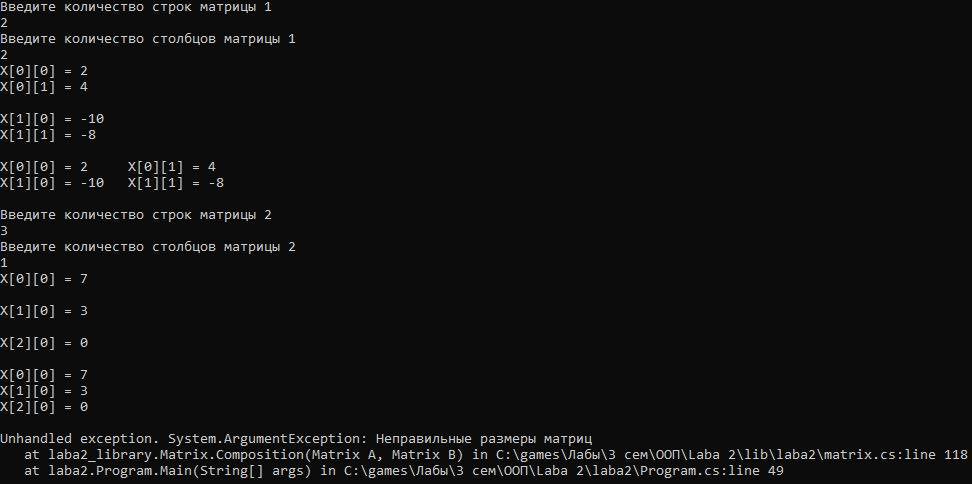 Введите количество строк матрицы 1
2
Введите количество столбцов матрицы 1
2
X[0][0] = 2
X[0][1] = 4
X[1][0] = -10
X[1][1] = -8
X[0][0] = 2     X[0][1] = 4
X[1][0] = -10   X[1][1] = -8
Введите количество строк матрицы 2
3
Введите количество столбцов матрицы 2
1
X[0][0] = 7
X[1][0] = 3
X[2][0] = 0
X[0][0] = 7
X[1][0] = 3
X[2][0] = 0
Unhandled exception. System.ArgumentException: Неправильные размеры матриц
   at laba2_library.Matrix.Composition(Matrix A, Matrix B) in C:\games\Лабы\3 сем\ООП\Laba 2\lib\laba2\matrix.cs:line 118
   at laba2.Program.Main(String[] args) in C:\games\Лабы\3 сем\ООП\Laba 2\laba2\Program.cs:line 49